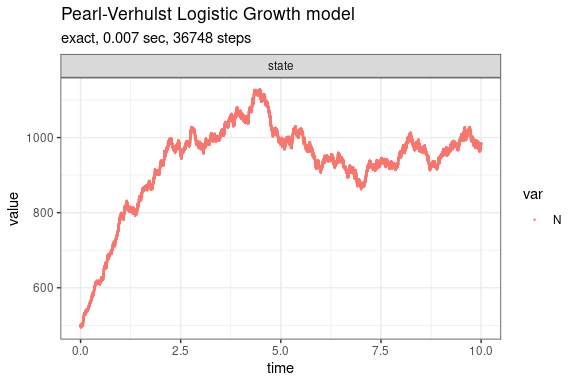 Pearl-Verhulst Logistic Growth model
exact, 0.007 sec, 36748 steps
state
1000
800
600
value
0.0 2.5 5.0 7.5 10.0
time
var
N